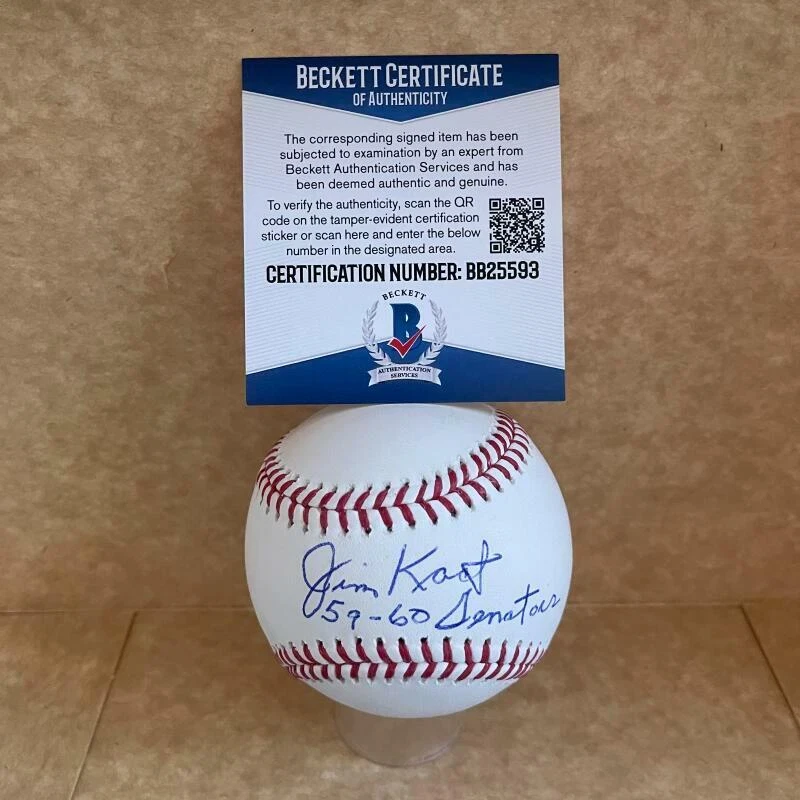 BECKETT CERTIFICATE
OF AUTHENTICITY
The corresponding signed item has been
subjected to examination by an expert from
Beckett Authentication Services and has
been deemed authentic and genuine.
To verify the authenticity, scan the QR
code on the tamper-evident certification
sticker or scan here and enter the below
number in the designated area.
CERTIFICATION NUMBER: BB25593
BECKETT
B
AUTHENTICATION
SERVICES
Jim Kaat
59-60 Senators